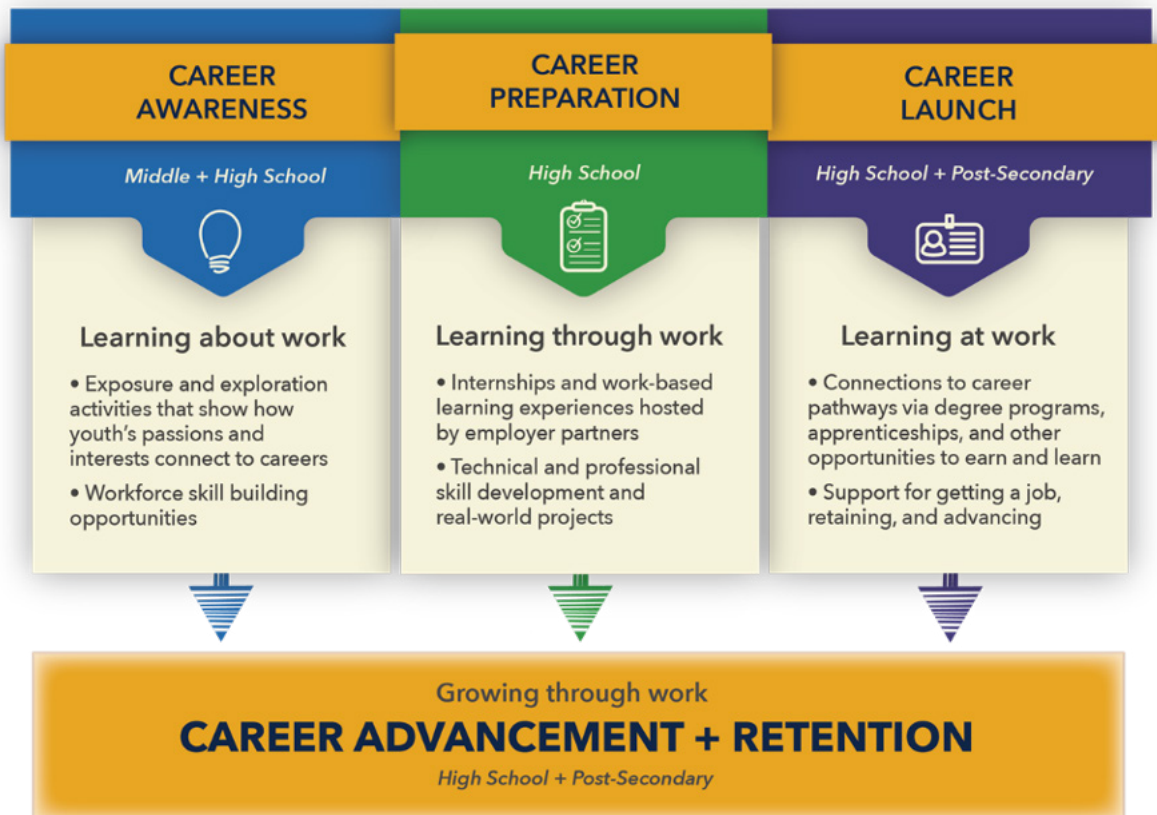 CAREER
AWARENESS
Middle + High School
Learning about work
• Exposure and exploration
activities that show how
youth's passions and
interests connect to careers
• Workforce skill building
opportunities
CAREER
PREPARATION
High School
Learning through work
• Internships and work-based
learning experiences hosted
by employer partners
• Technical and professional
skill development and
real-world projects
CAREER
LAUNCH
High School + Post-Secondary
Learning at work
• Connections to career
pathways via degree programs,
apprenticeships, and other
opportunities to earn and learn
• Support for getting a job,
retaining, and advancing
Growing through work
CAREER ADVANCEMENT + RETENTION
High School + Post-Secondary